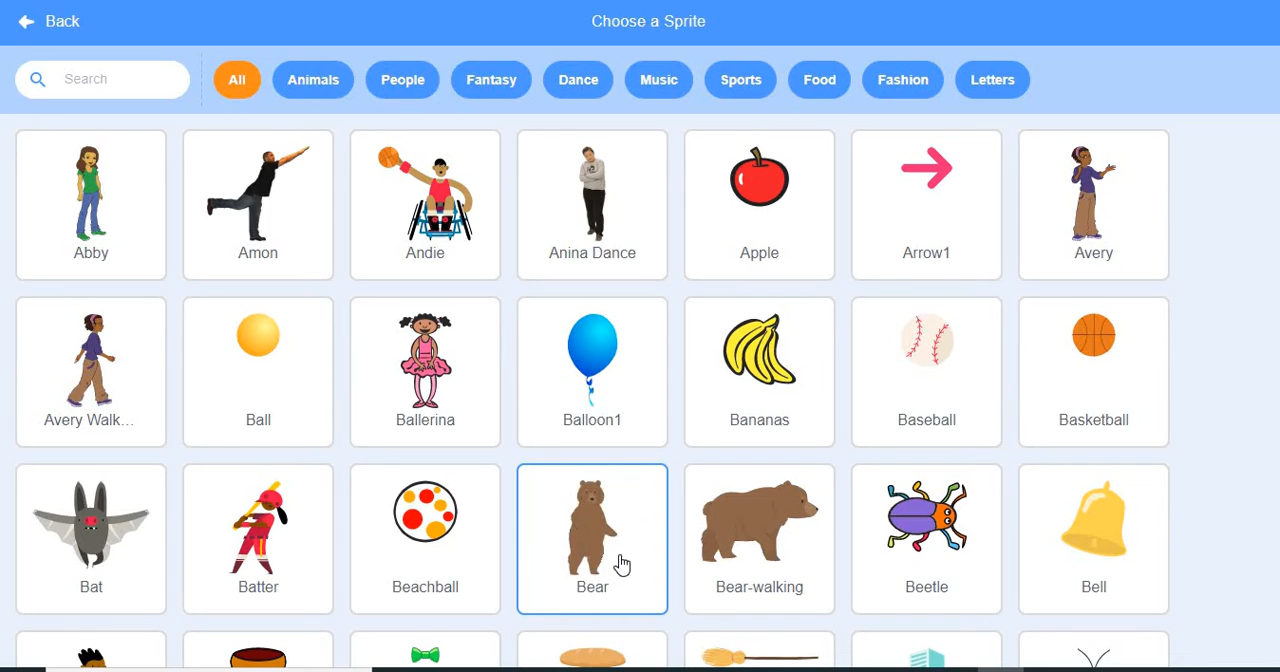 Back
Choose a Sprite
Search
All
Animals
People
Fantasy
Dance
Music
Sports
Food
Fashion
Letters
Abby
Amon
Andie
Anina Dance
Apple
Arrow1
Avery
Avery Walk...
Ball
Ballerina
Balloon1
Bananas
Baseball
Basketball
Bat
Batter
Beachball
Bear
Bear-walking
Beetle
Bell